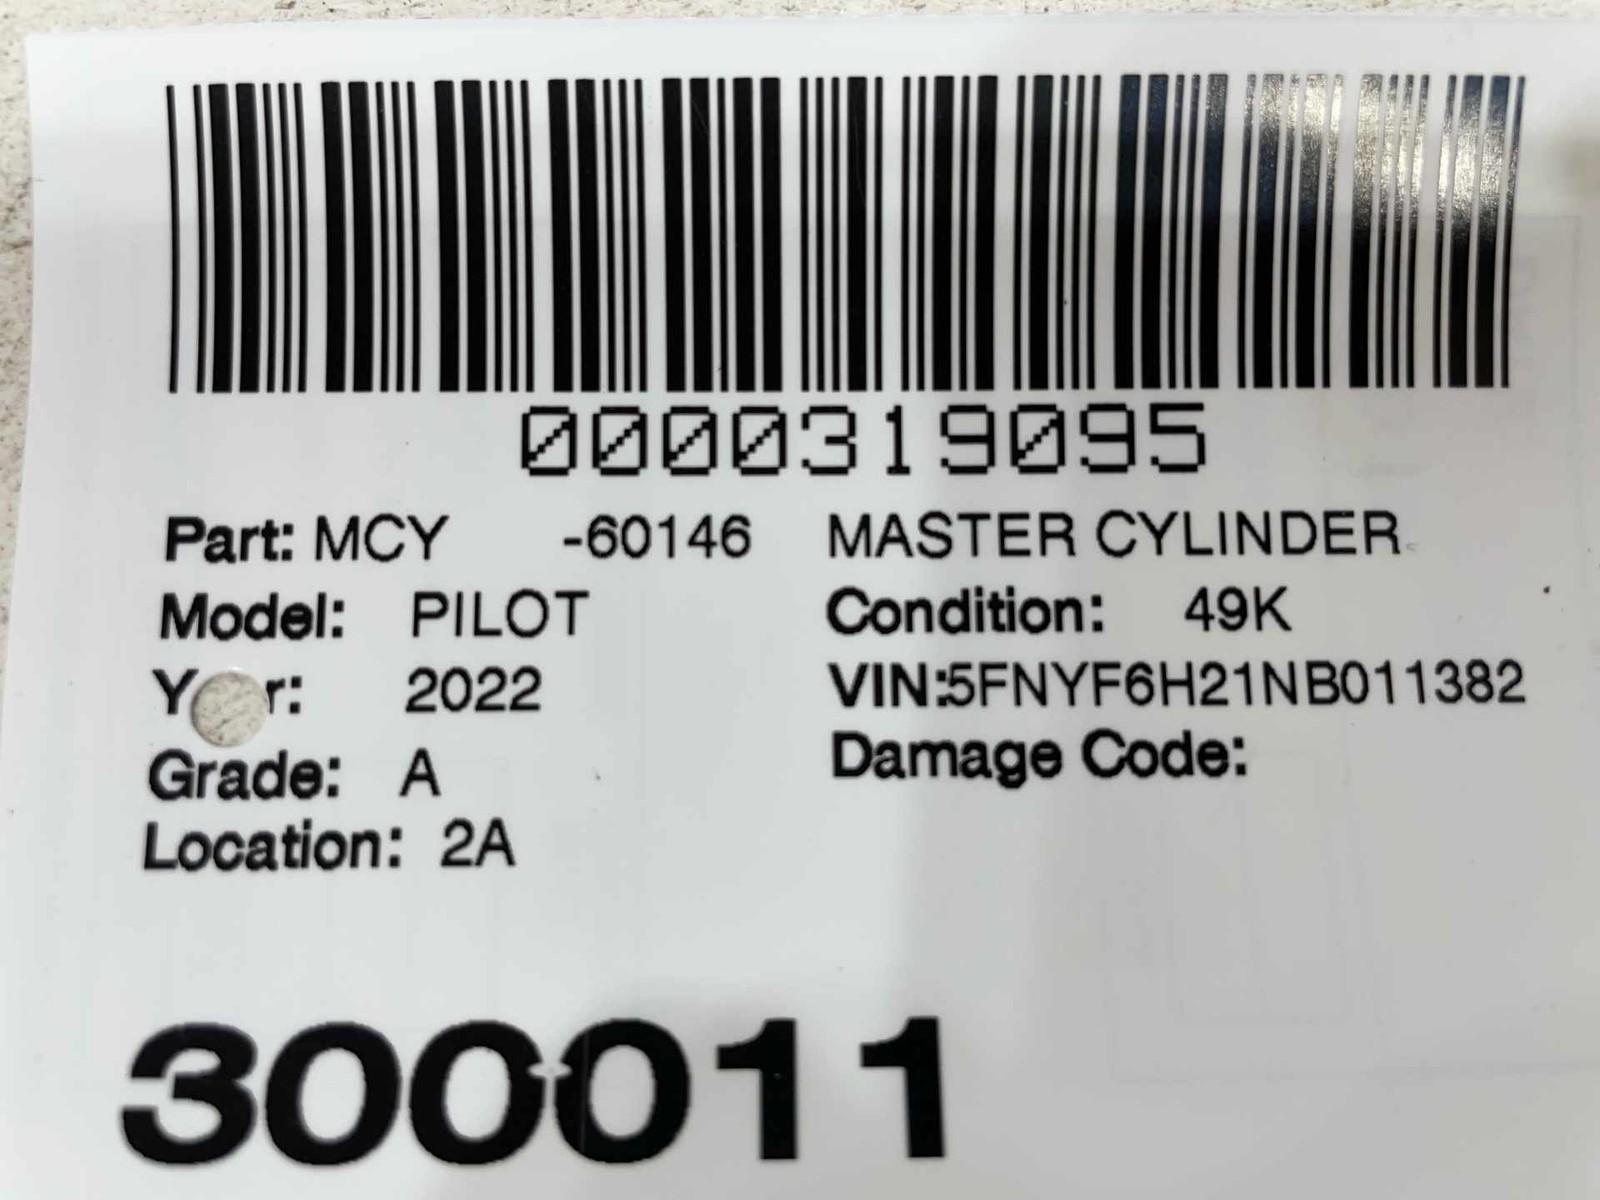 0000319095
Part: MCY -60146 MASTER CYLINDER
Model: PILOT Condition: 49K
Y r: 2022 VIN:5FNYF6H21NB011382
Grade: A Damage Code:
Location: 2A
300011